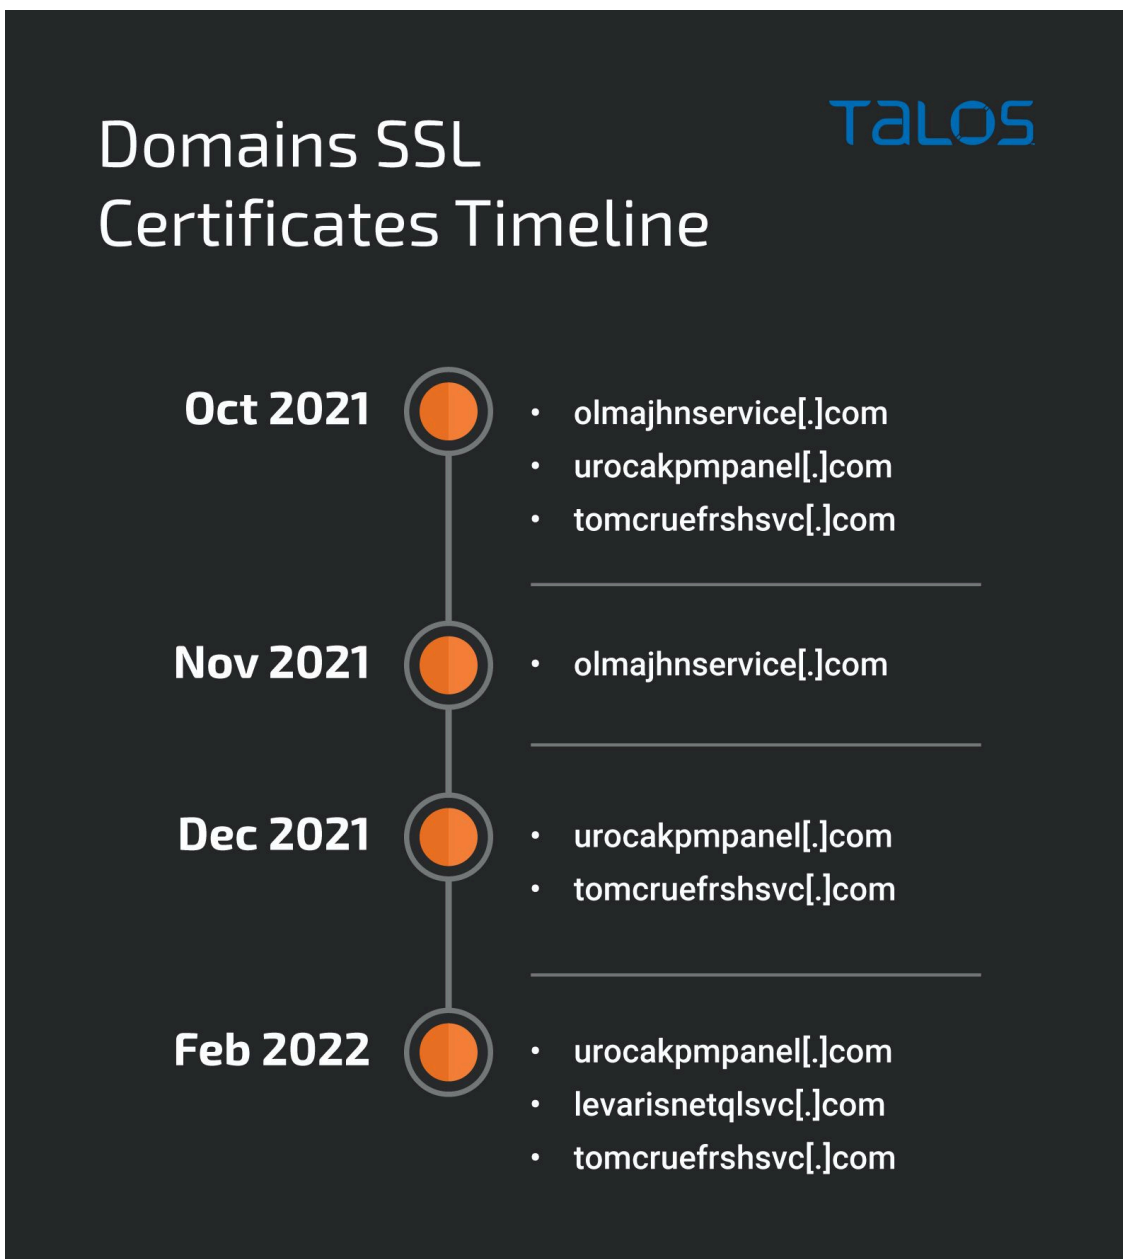 Domains SSL
Certificates Timeline
TALOS
Oct 2021
• olmajhnservice[.]com
• urocakpmpanel[.]com
• tomcruefrshsvc[.]com
Nov 2021
• olmajhnservice[.]com
Dec 2021
• urocakpmpanel[.]com
• tomcruefrshsvc[.]com
Feb 2022
• urocakpmpanel[.]com
• levarisnetqlsvc[.]com
• tomcruefrshsvc[.]com